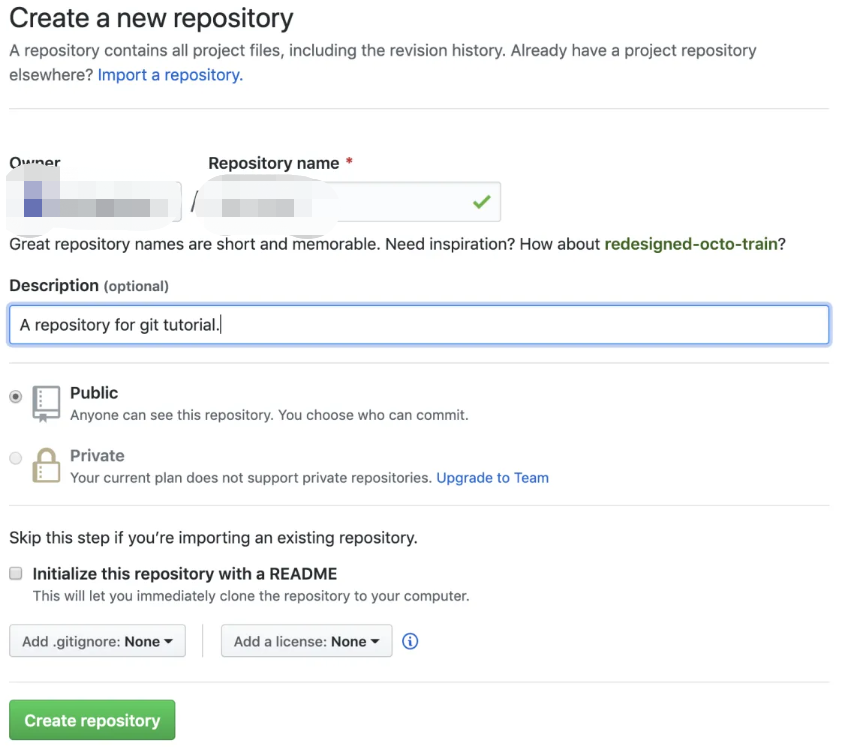 Create a new repository
A repository contains all project files, including the revision history. Already have a project repository
elsewhere? Import a repository.
Owner
Repository name *
/
Great repository names are short and memorable. Need inspiration? How about redesigned-octo-train?
Description (optional)
A repository for git tutorial.
Public
Anyone can see this repository. You choose who can commit.
Private
Your current plan does not support private repositories. Upgrade to Team
Skip this step if you’re importing an existing repository.
Initialize this repository with a README
This will let you immediately clone the repository to your computer.
Add .gitignore: None
Add a license: None
Create repository